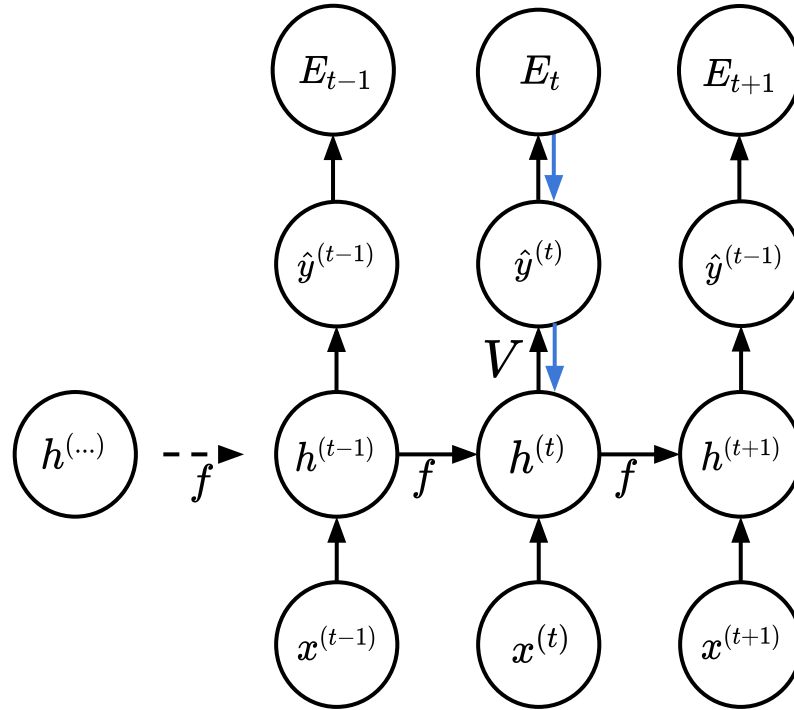 E_{t-1} E_t E_{t+1}
ŷ^{(t-1)} ŷ^{(t)} ŷ^{(t-1)}
V
h^{(...)} h^{(t-1)} h^{(t)} h^{(t+1)}
f f f
x^{(t-1)} x^{(t)} x^{(t+1)}